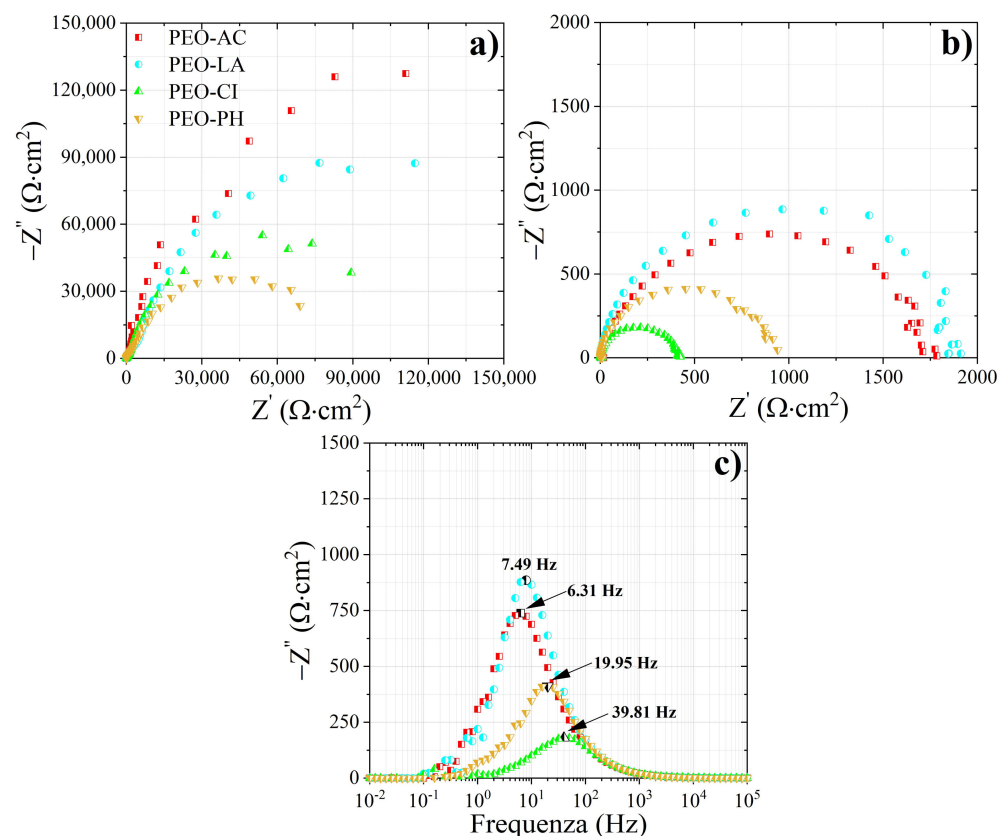 a)
PEO-AC
PEO-LA
PEO-CI
PEO-PH
150,000
120,000
90,000
60,000
30,000
0
−Z″ (Ω·cm²)
0 30,000 60,000 90,000 120,000 150,000
Z′ (Ω·cm²)
b)
2000
1500
1000
500
0
−Z″ (Ω·cm²)
0 500 1000 1500 2000
Z′ (Ω·cm²)
c)
1500
1250
1000
750
500
250
0
−Z″ (Ω·cm²)
7.49 Hz
6.31 Hz
19.95 Hz
39.81 Hz
10⁻² 10⁻¹ 10⁰ 10¹ 10² 10³ 10⁴ 10⁵
Frequenza (Hz)